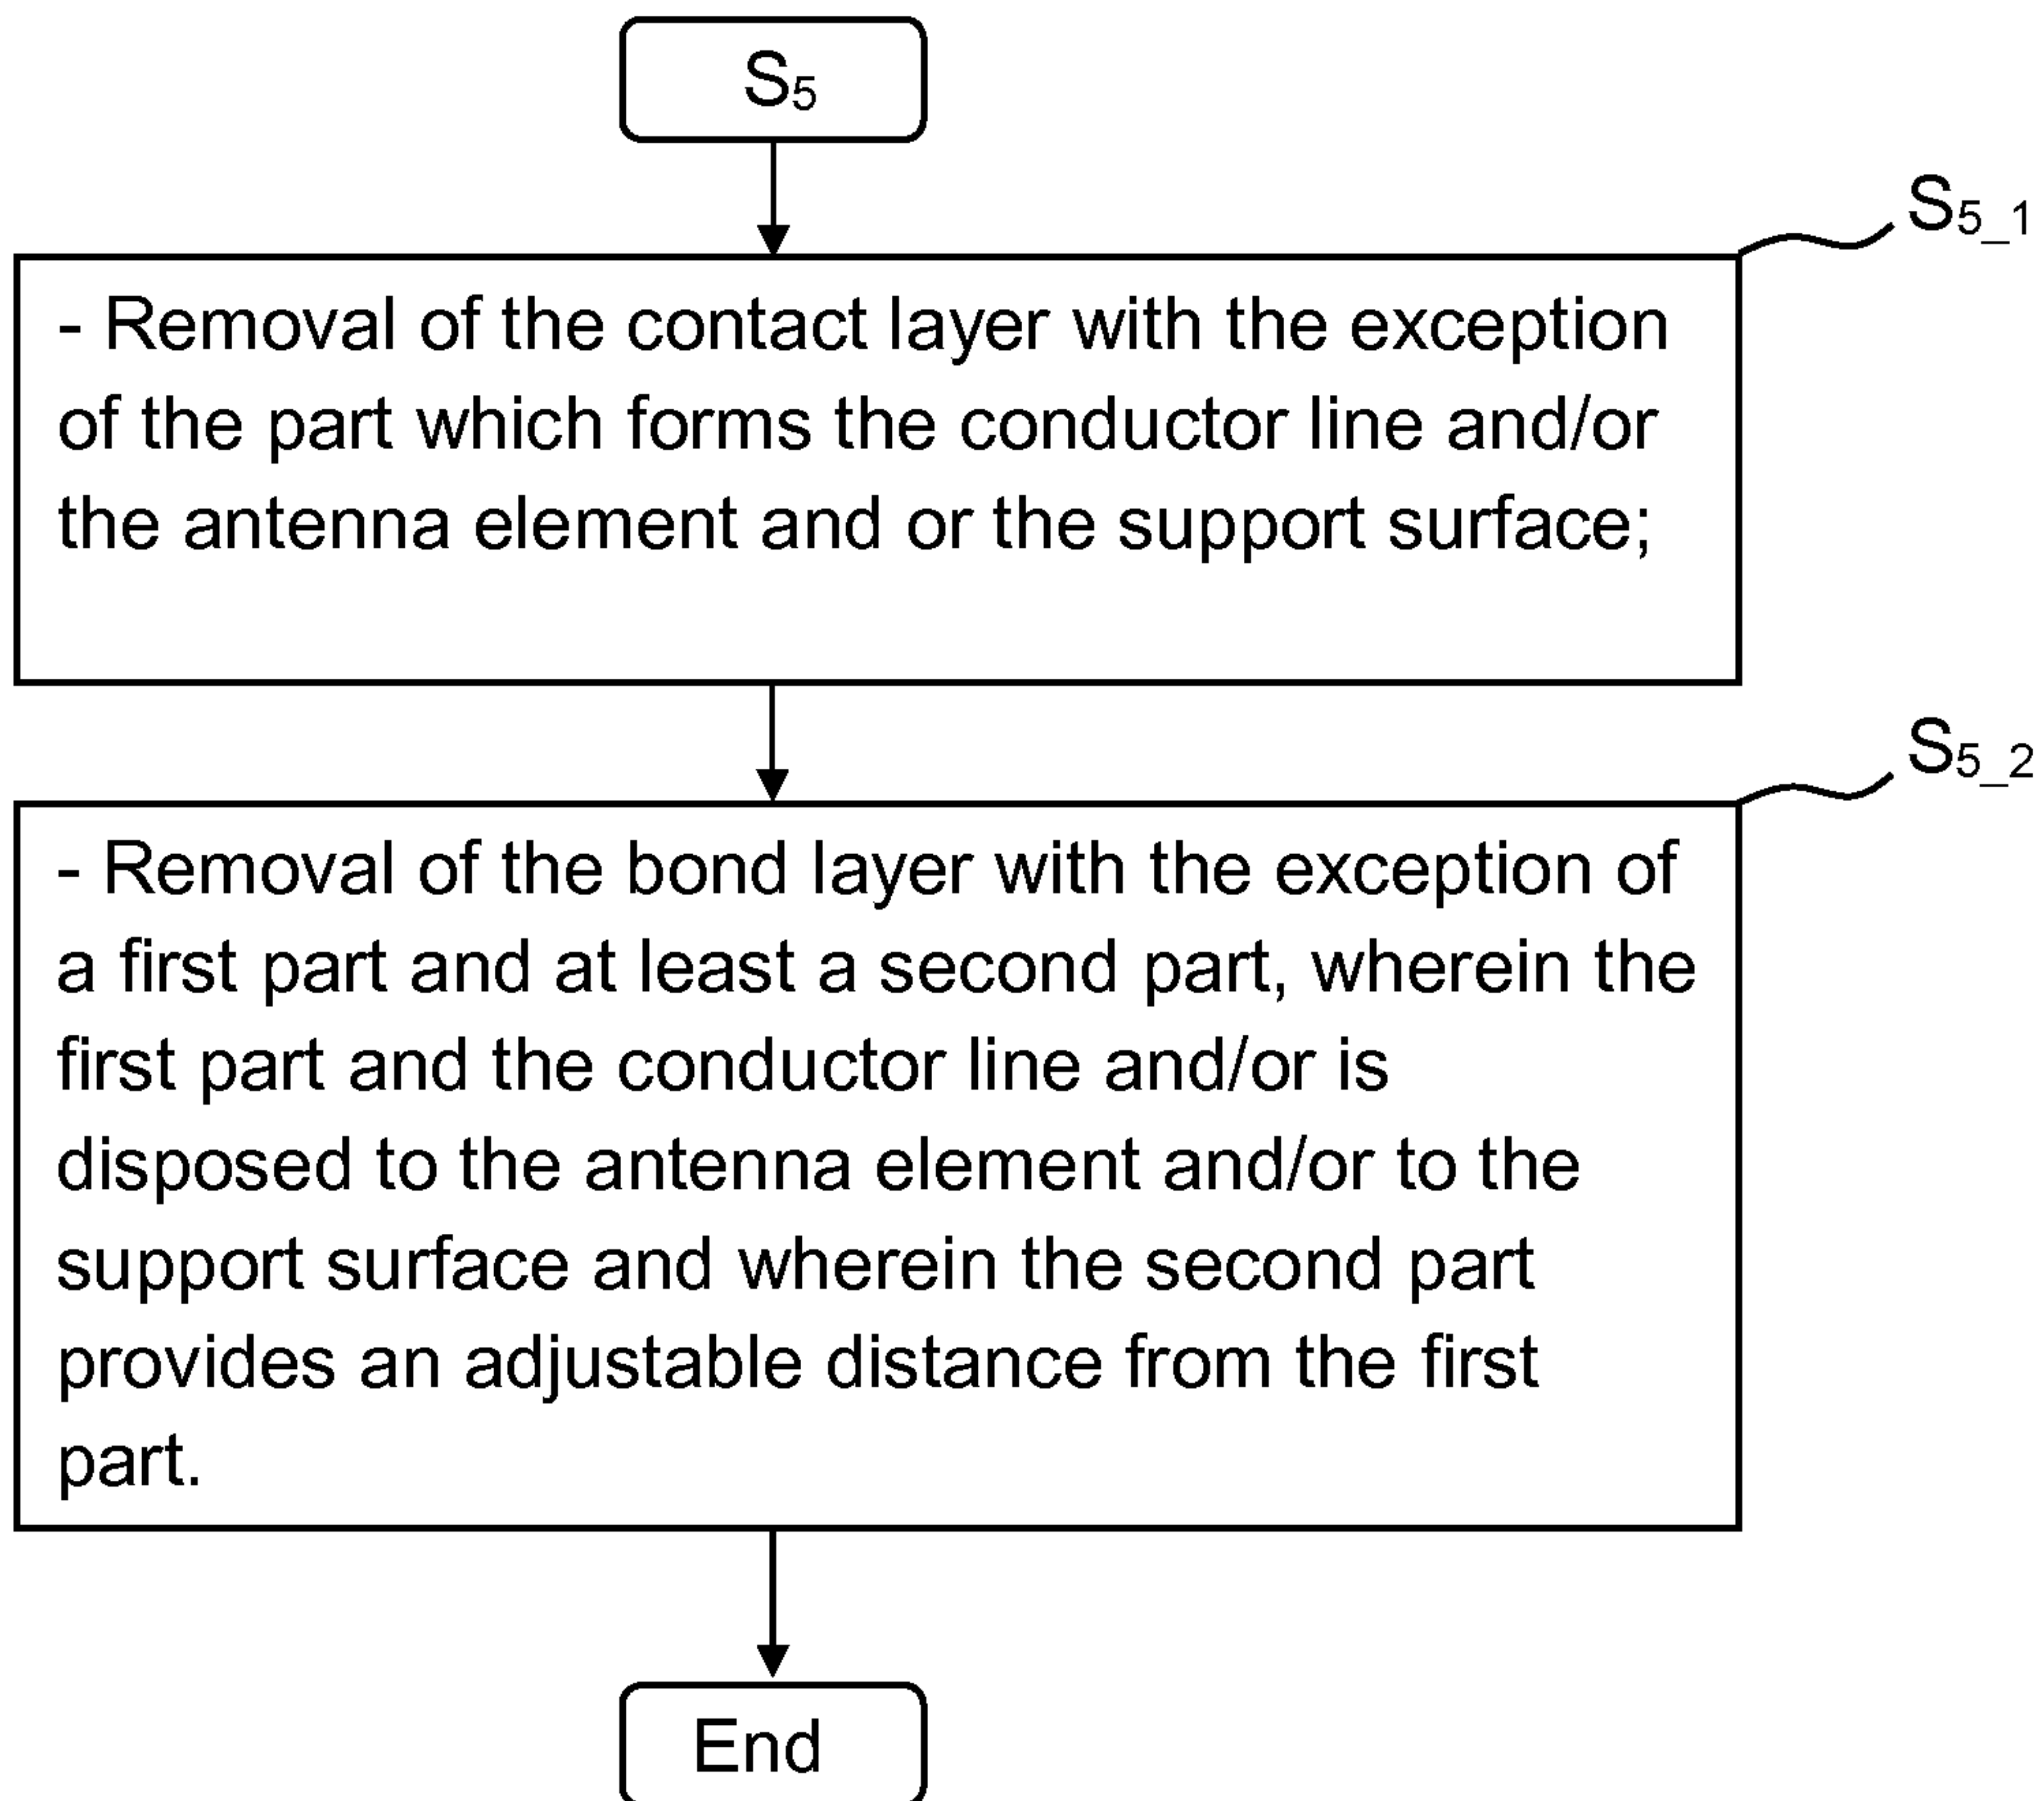 S5
S5_1
- Removal of the contact layer with the exception
of the part which forms the conductor line and/or
the antenna element and or the support surface;
S5_2
- Removal of the bond layer with the exception of
a first part and at least a second part, wherein the
first part and the conductor line and/or is
disposed to the antenna element and/or to the
support surface and wherein the second part
provides an adjustable distance from the first
part.
End